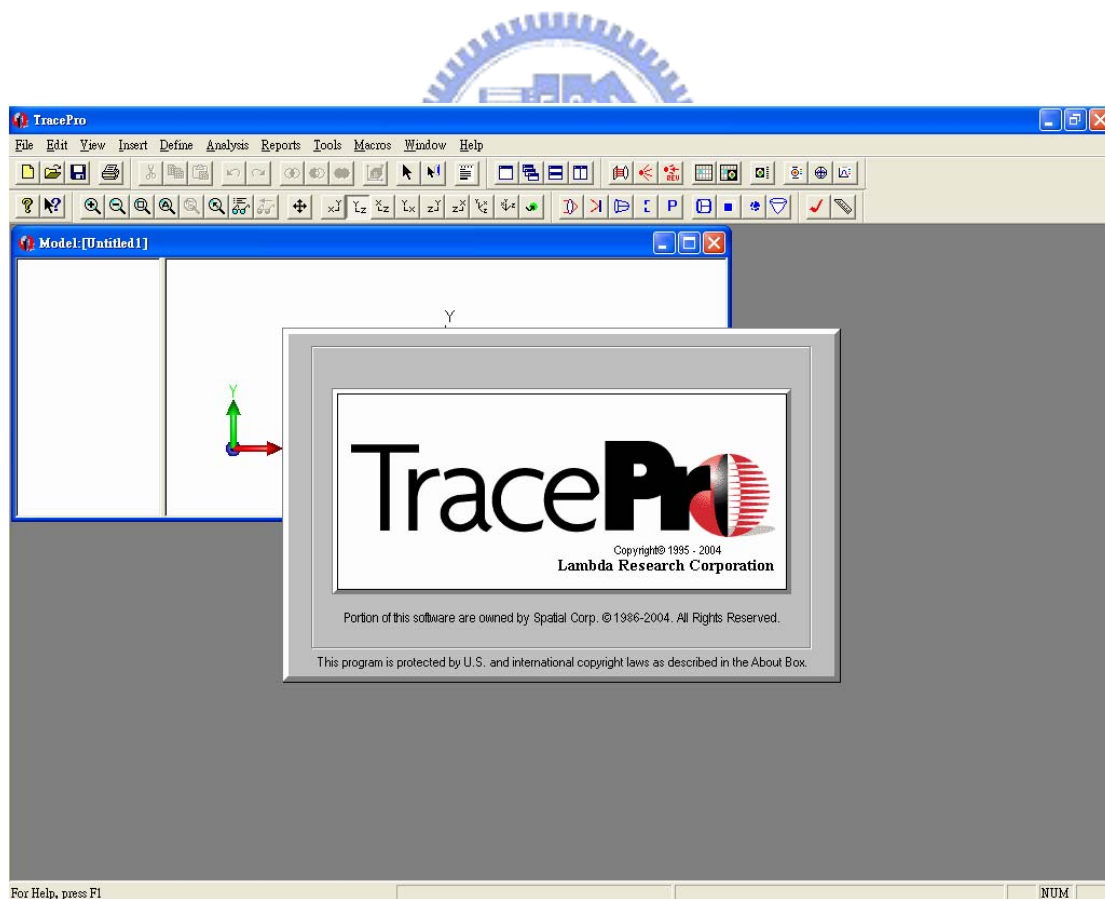 TracePro
File Edit View Insert Define Analysis Reports Tools Macros Window Help
Model:[Untitled1]
Y
Y
TracePro
Copyright© 1995 - 2004
Lambda Research Corporation
Portion of this software are owned by Spatial Corp. © 1986-2004. All Rights Reserved.
This program is protected by U.S. and international copyright laws as described in the About Box.
For Help, press F1
NUM